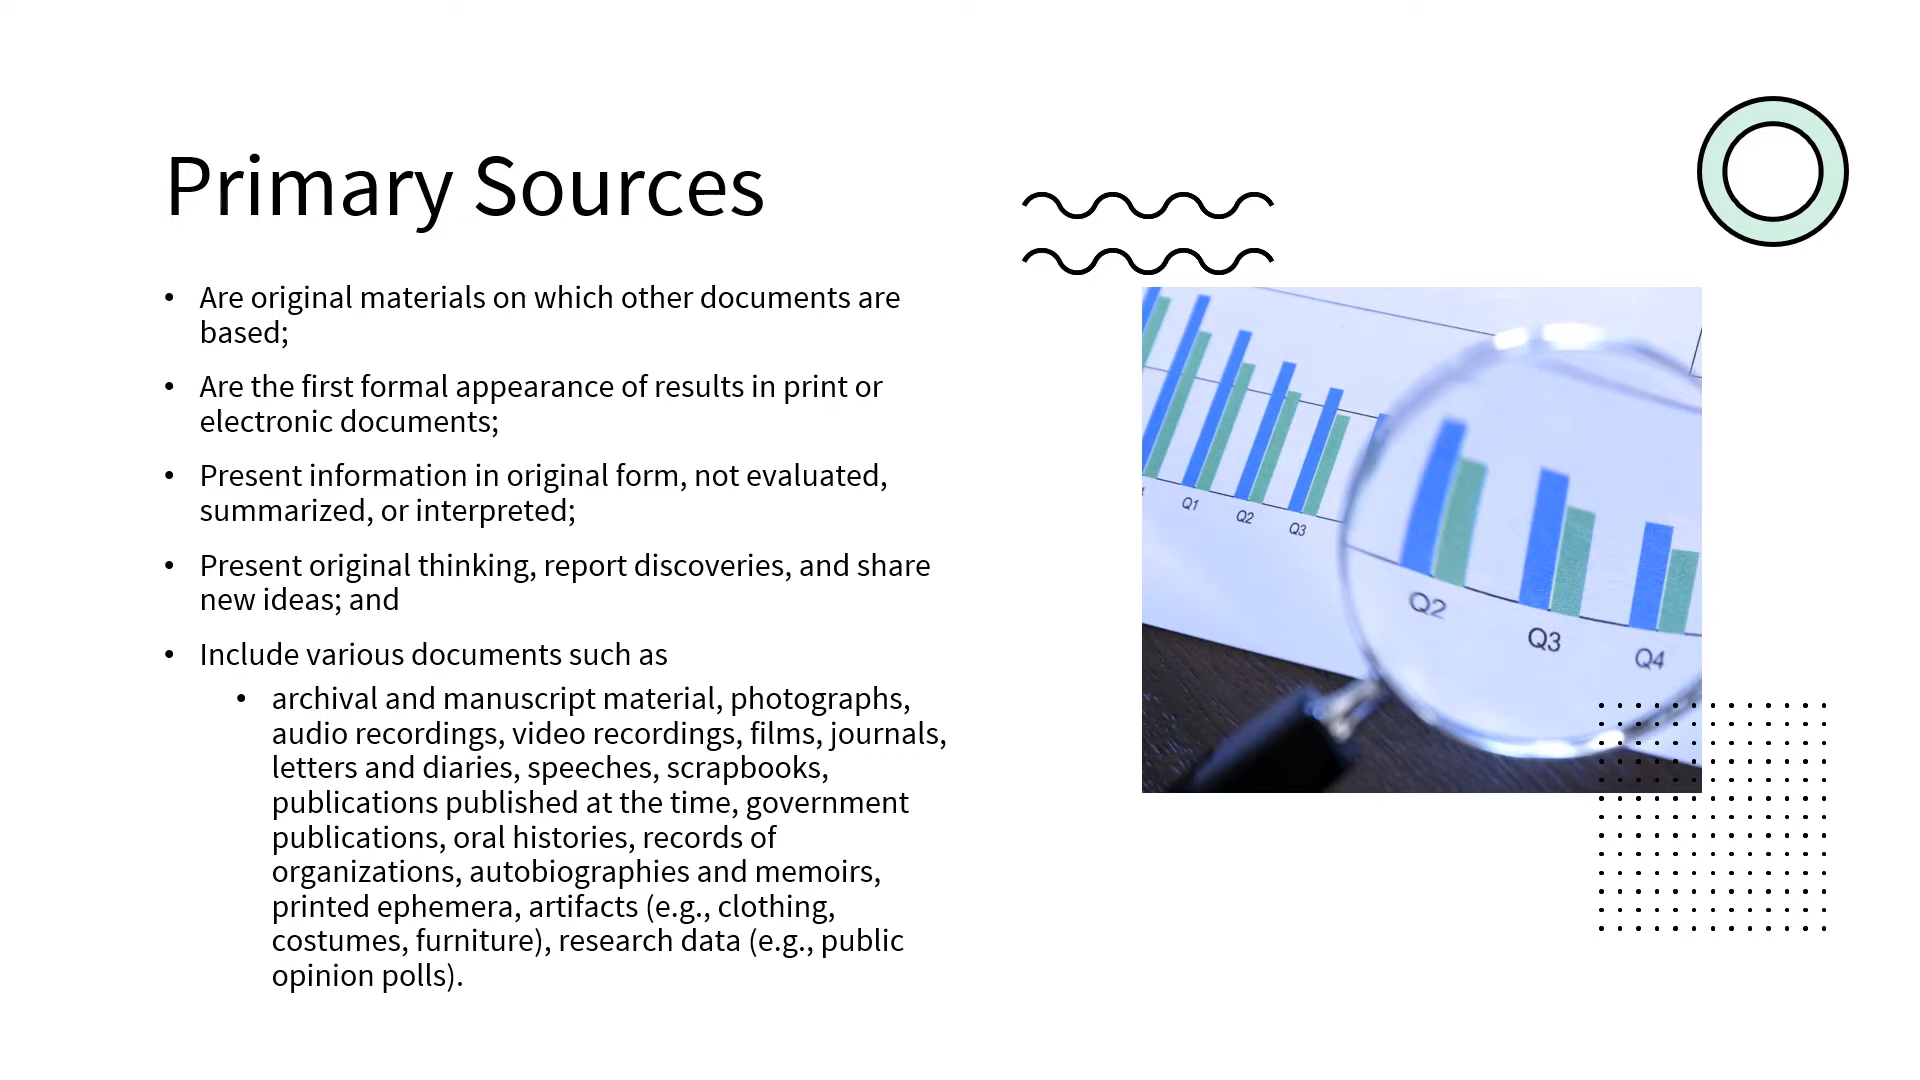 Primary Sources
• Are original materials on which other documents are
based;
• Are the first formal appearance of results in print or
electronic documents;
• Present information in original form, not evaluated,
summarized, or interpreted;
• Present original thinking, report discoveries, and share
new ideas; and
• Include various documents such as
• archival and manuscript material, photographs,
audio recordings, video recordings, films, journals,
letters and diaries, speeches, scrapbooks,
publications published at the time, government
publications, oral histories, records of
organizations, autobiographies and memoirs,
printed ephemera, artifacts (e.g., clothing,
costumes, furniture), research data (e.g., public
opinion polls).
Q1 Q2 Q3
Q2 Q3 Q4